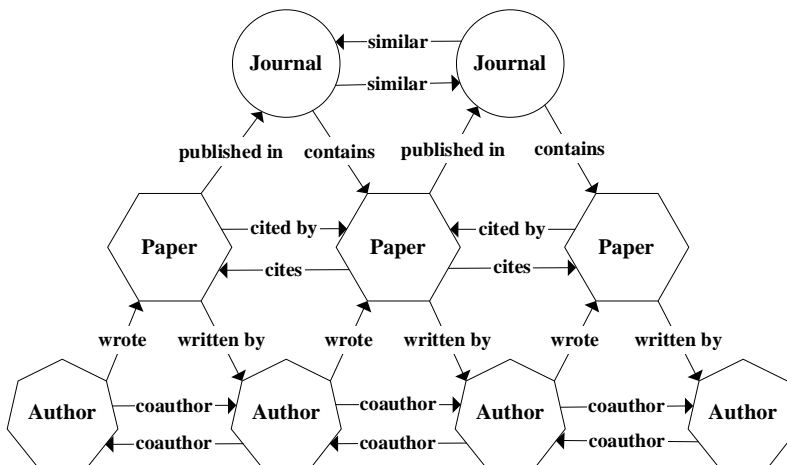 similar
Journal Journal
similar
published in contains published in contains
cited by cited by
Paper Paper Paper
cites cites
wrote written by wrote written by wrote written by
coauthor coauthor coauthor
Author Author Author Author
coauthor coauthor coauthor